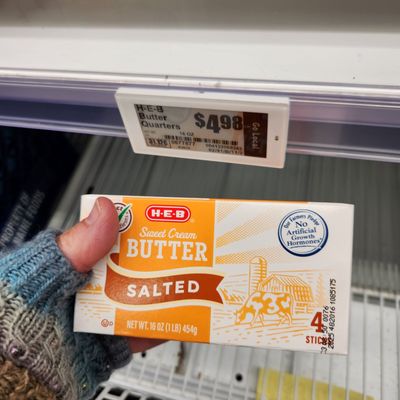 H-E-B
Butter
Quarters
$4.98
16 OZ
Go Local
H-E-B
Sweet Cream
BUTTER
SALTED
Our Farmers Pledge
No
Artificial
Growth
Hormones
4
STICKS
NET WT. 16 OZ (1 LB) 454g